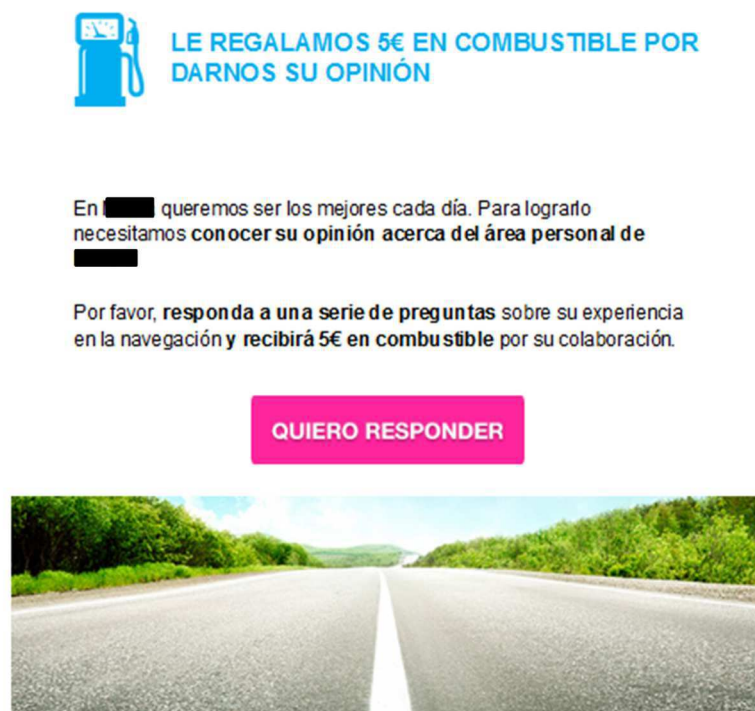 LE REGALAMOS 5€ EN COMBUSTIBLE POR
DARNOS SU OPINIÓN
En queremos ser los mejores cada día. Para lograrlo
necesitamos conocer su opinión acerca del área personal de
Por favor, responda a una serie de preguntas sobre su experiencia
en la navegación y recibirá 5€ en combustible por su colaboración.
QUIERO RESPONDER